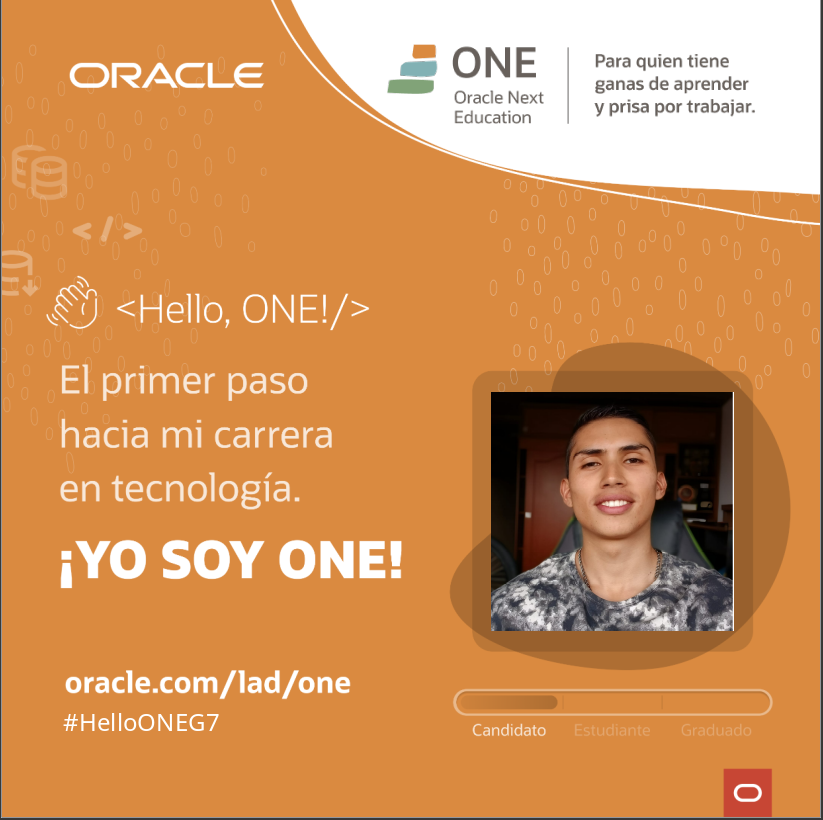 ORACLE
ONE
Oracle Next
Education
Para quien tiene
ganas de aprender
y prisa por trabajar.
</>
<Hello, ONE!/>
El primer paso
hacia mi carrera
en tecnología.
¡YO SOY ONE!
oracle.com/lad/one
#HelloONEG7
Candidato Estudiante Graduado